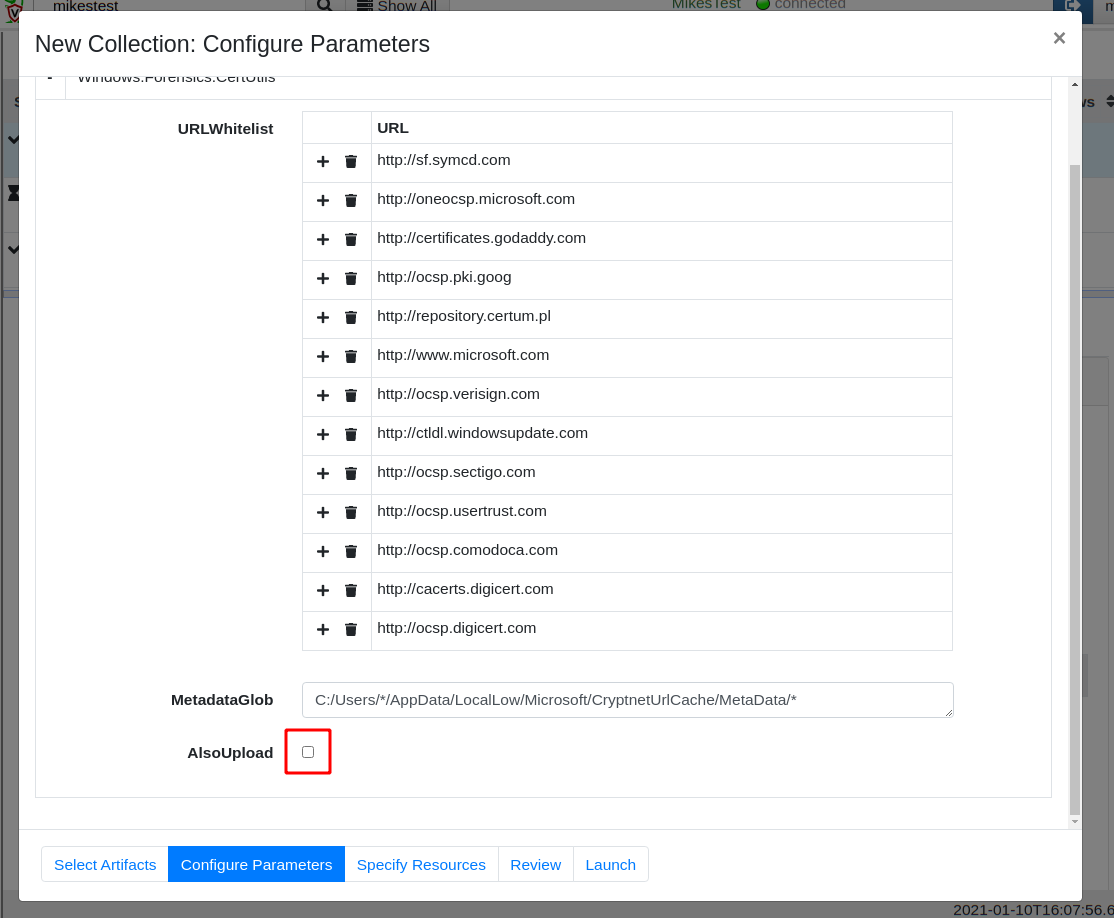 mikestest
Show All
MikesTest
connected
New Collection: Configure Parameters
×
- Windows.Forensics.CertUtils
URLWhitelist
URL
http://sf.symcd.com
http://oneocsp.microsoft.com
http://certificates.godaddy.com
http://ocsp.pki.goog
http://repository.certum.pl
http://www.microsoft.com
http://ocsp.verisign.com
http://ctldl.windowsupdate.com
http://ocsp.sectigo.com
http://ocsp.usertrust.com
http://ocsp.comodoca.com
http://cacerts.digicert.com
http://ocsp.digicert.com
MetadataGlob
C:/Users/*/AppData/LocalLow/Microsoft/CryptnetUrlCache/MetaData/*
AlsoUpload
Select Artifacts
Configure Parameters
Specify Resources
Review
Launch
2021-01-10T16:07:56.6